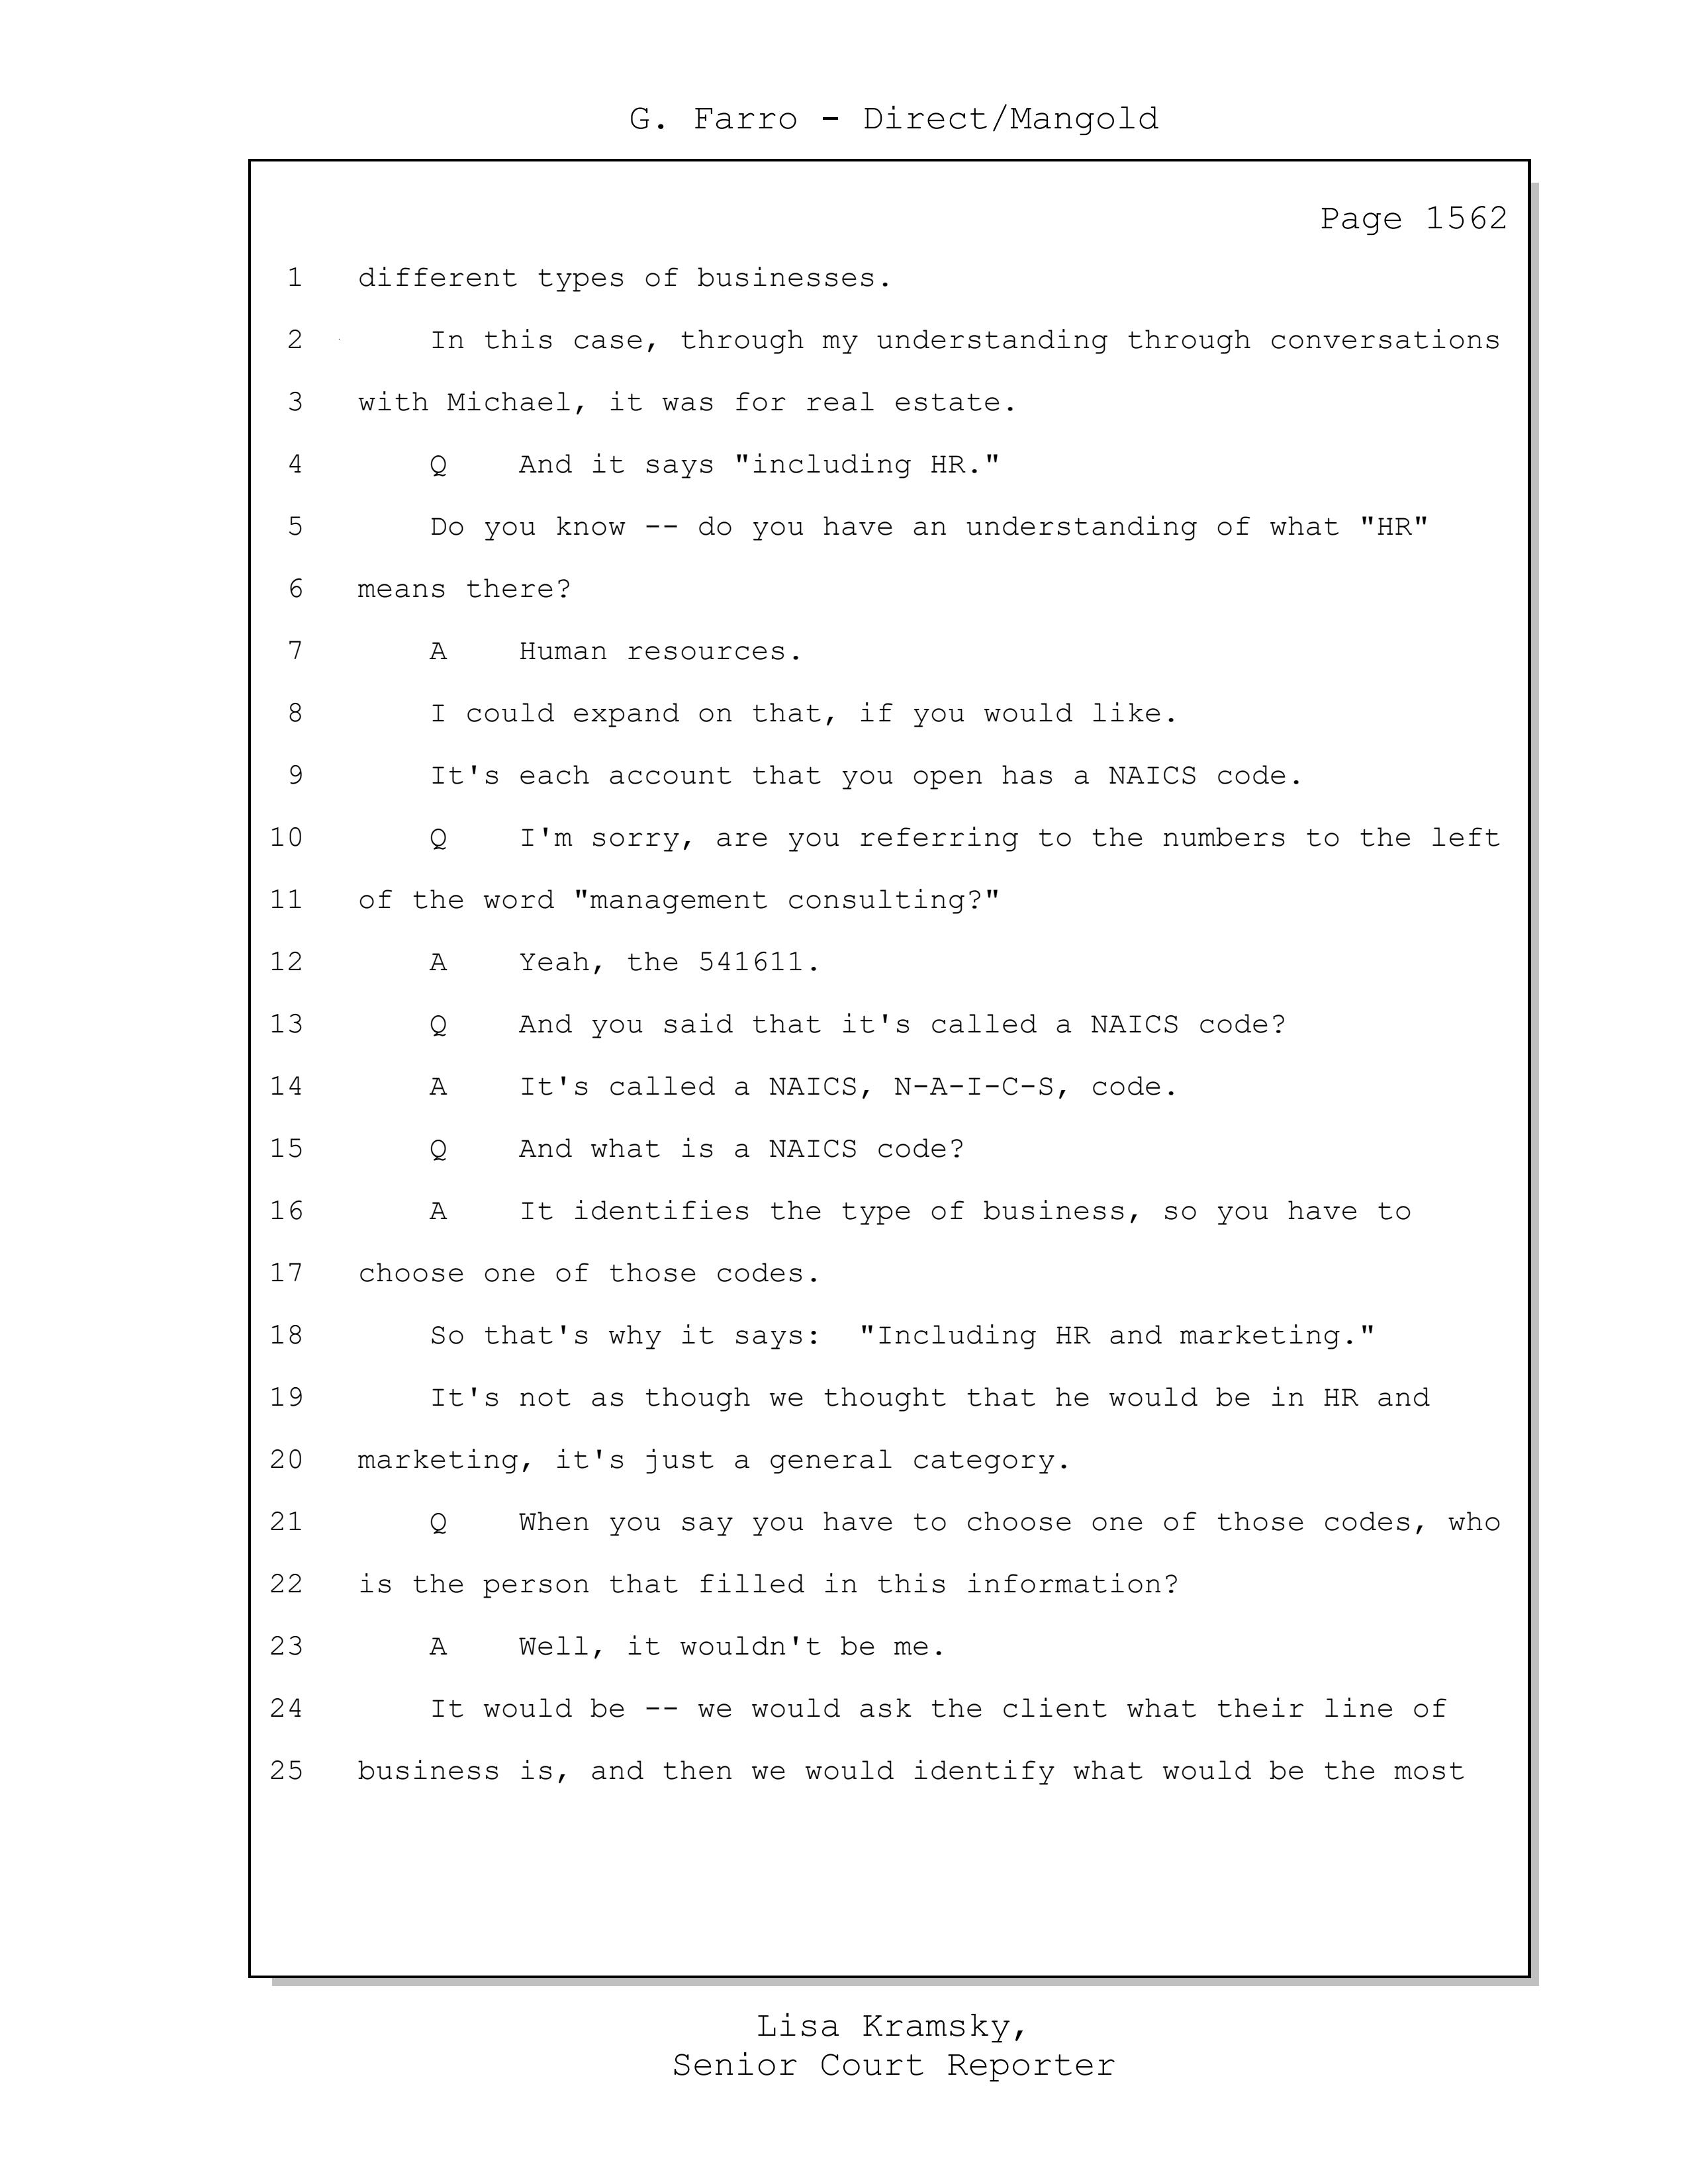 G. Farro - Direct/Mangold
Page 1562
1 different types of businesses.
2 In this case, through my understanding through conversations
3 with Michael, it was for real estate.
4 Q And it says "including HR."
5 Do you know -- do you have an understanding of what "HR"
6 means there?
7 A Human resources.
8 I could expand on that, if you would like.
9 It's each account that you open has a NAICS code.
10 Q I'm sorry, are you referring to the numbers to the left
11 of the word "management consulting?"
12 A Yeah, the 541611.
13 Q And you said that it's called a NAICS code?
14 A It's called a NAICS, N-A-I-C-S, code.
15 Q And what is a NAICS code?
16 A It identifies the type of business, so you have to
17 choose one of those codes.
18 So that's why it says:  "Including HR and marketing."
19 It's not as though we thought that he would be in HR and
20 marketing, it's just a general category.
21 Q When you say you have to choose one of those codes, who
22 is the person that filled in this information?
23 A Well, it wouldn't be me.
24 It would be -- we would ask the client what their line of
25 business is, and then we would identify what would be the most
Lisa Kramsky,
Senior Court Reporter